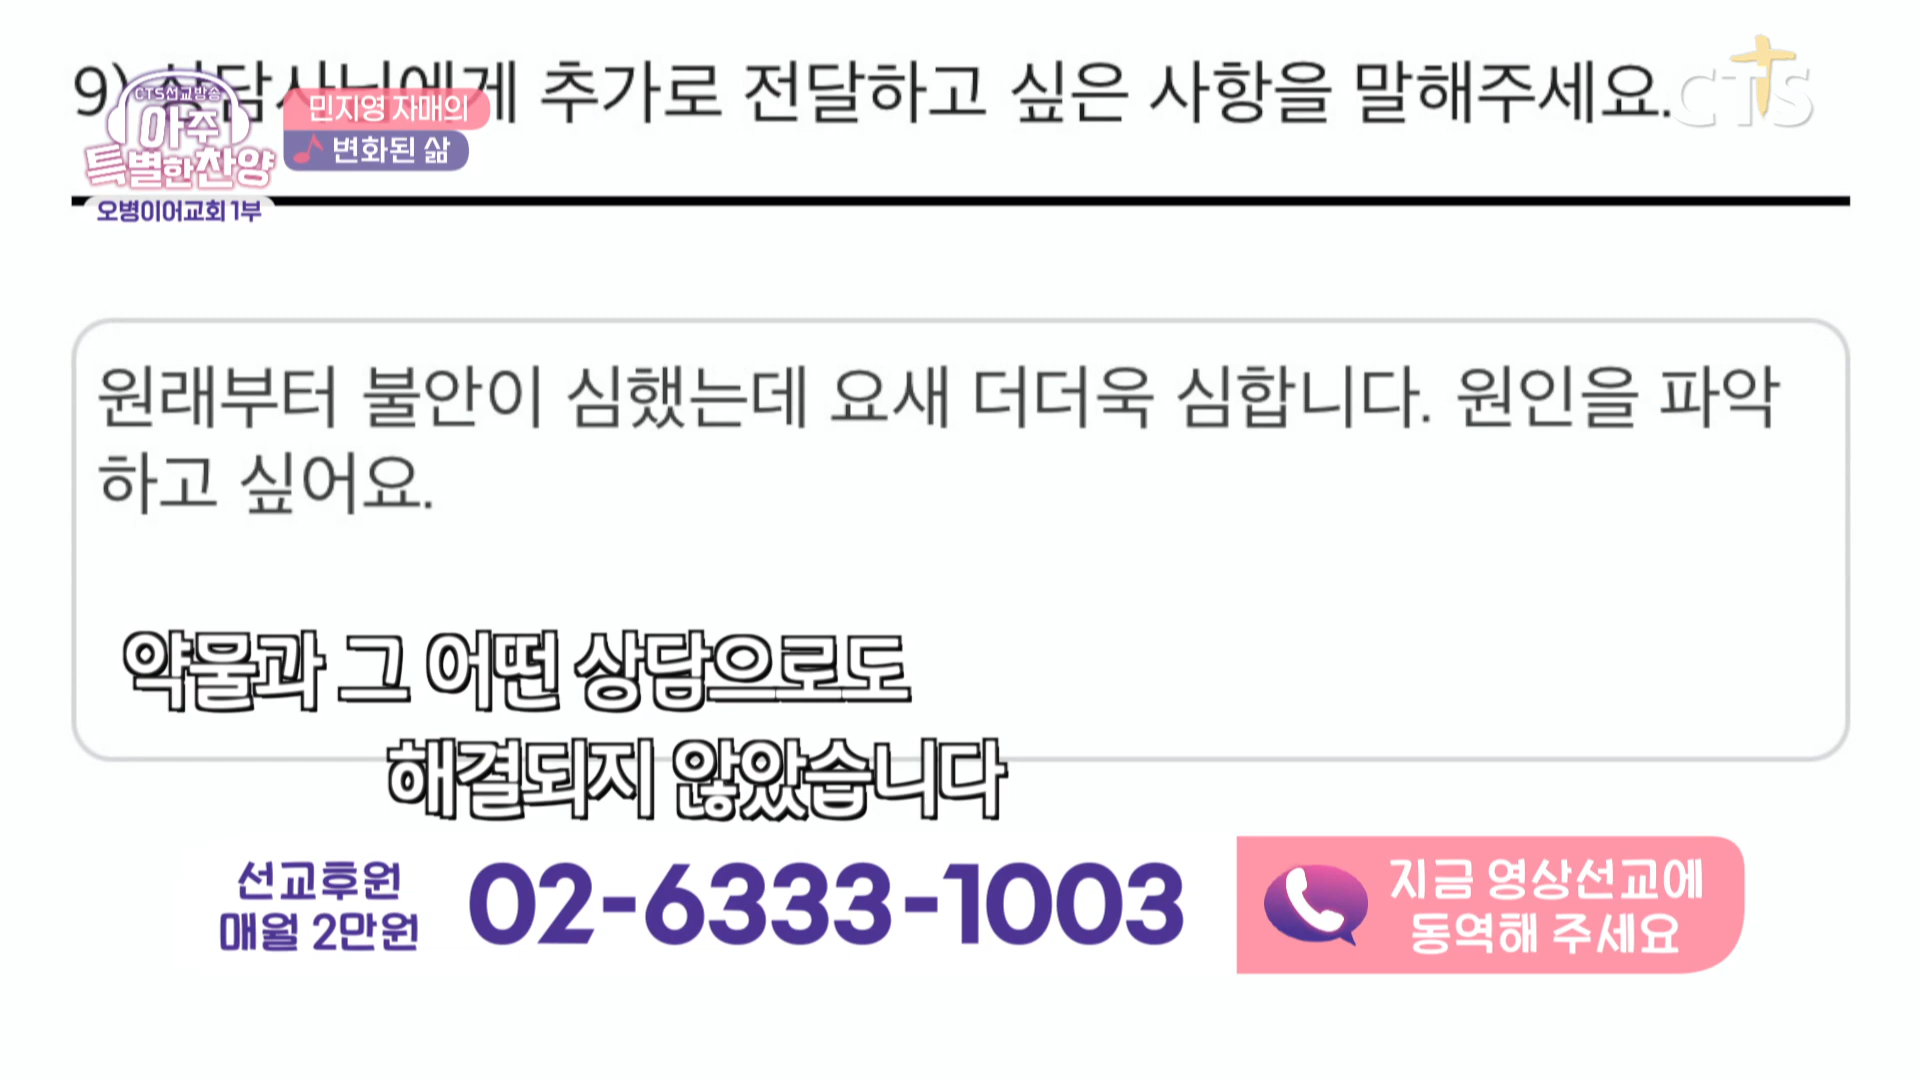 9) 상담사님에게 추가로 전달하고 싶은 사항을 말해주세요.
CTS
CTS선교방송
아주
특별한찬양
오병이어교회 1부
민지영 자매의
변화된 삶
원래부터 불안이 심했는데 요새 더더욱 심합니다. 원인을 파악
하고 싶어요.
약물과 그 어떤 상담으로도
해결되지 않았습니다
선교후원
매월 2만원
02-6333-1003
지금 영상선교에
동역해 주세요